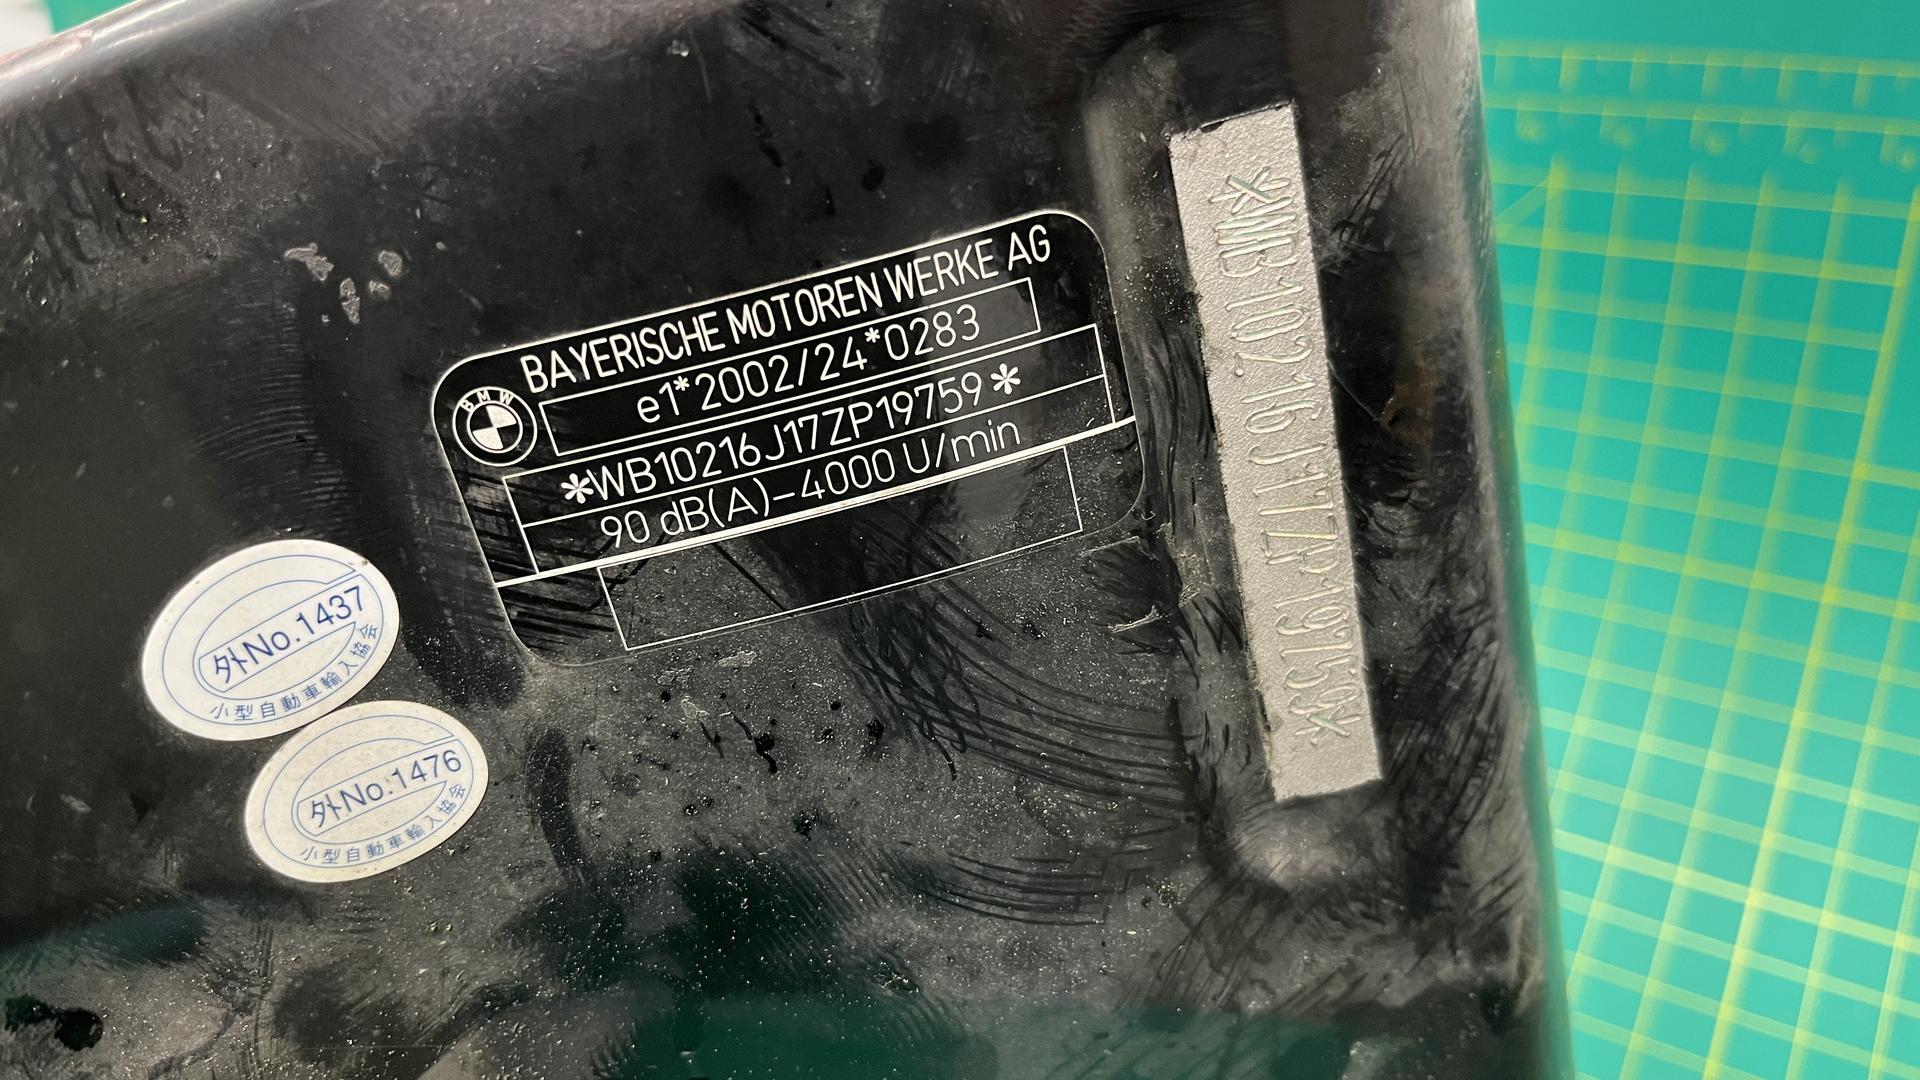 BAYERISCHE MOTOREN WERKE AG
BMW
e1*2002/24*0283
*WB10216J17ZP19759*
90 dB(A)–4000 U/min
*WB10216J17ZP19759*
外No.1437
小型自動車輸入協会
外No.1476
小型自動車輸入協会